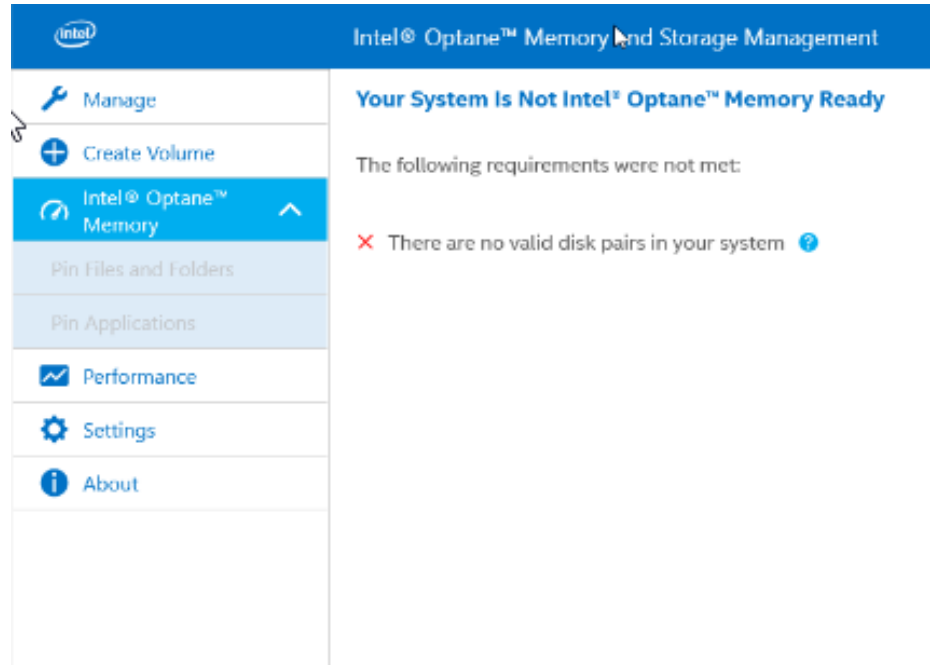 intel
Intel® Optane™ Memory and Storage Management
Manage
Create Volume
Intel® Optane™
Memory
Pin Files and Folders
Pin Applications
Performance
Settings
About
Your System Is Not Intel® Optane™ Memory Ready
The following requirements were not met:
There are no valid disk pairs in your system